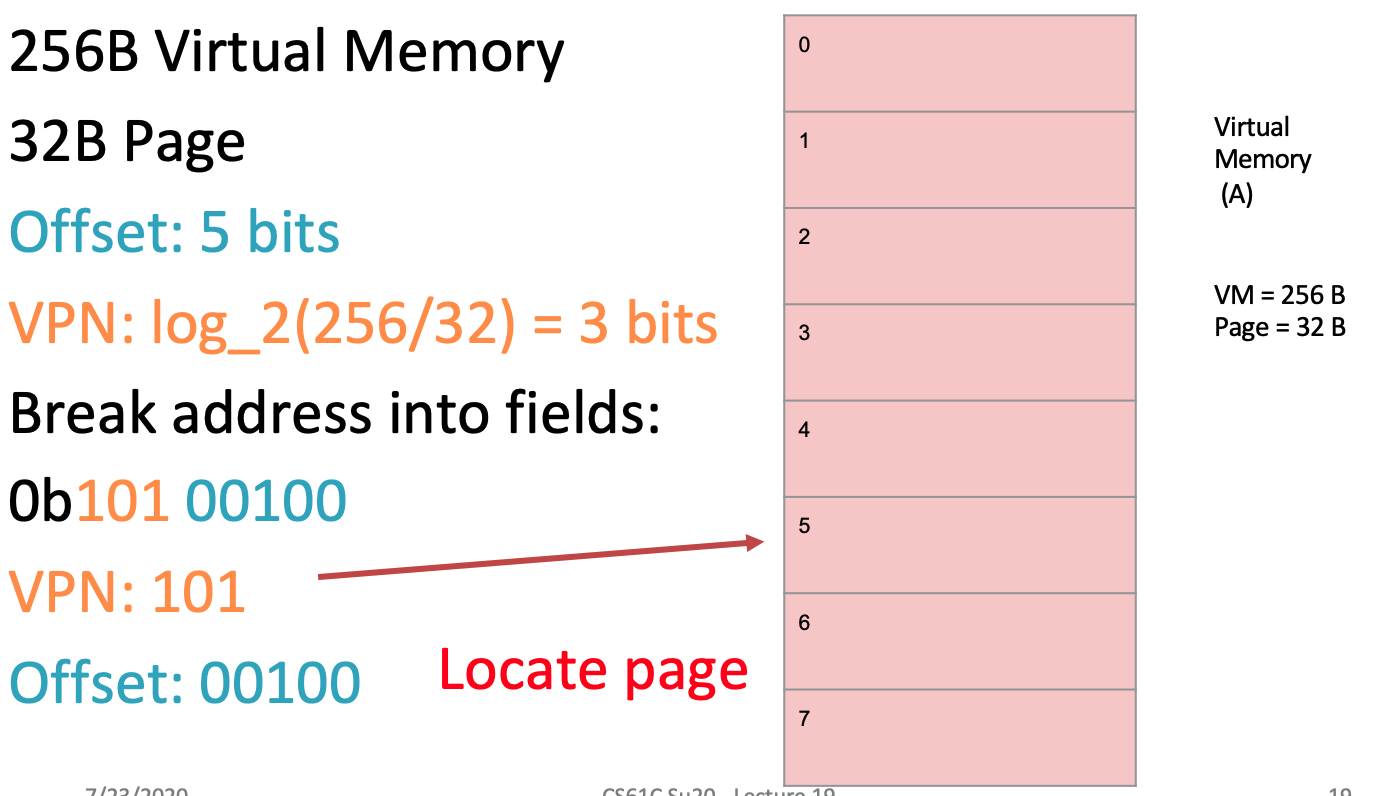 256B Virtual Memory
32B Page
Offset: 5 bits
VPN: log_2(256/32) = 3 bits
Break address into fields:
0b101 00100
VPN: 101
Offset: 00100
Locate page
0
1
2
3
4
5
6
7
Virtual
Memory
(A)
VM = 256 B
Page = 32 B
7/23/2020
CS61C Su20 - Lecture 19
19